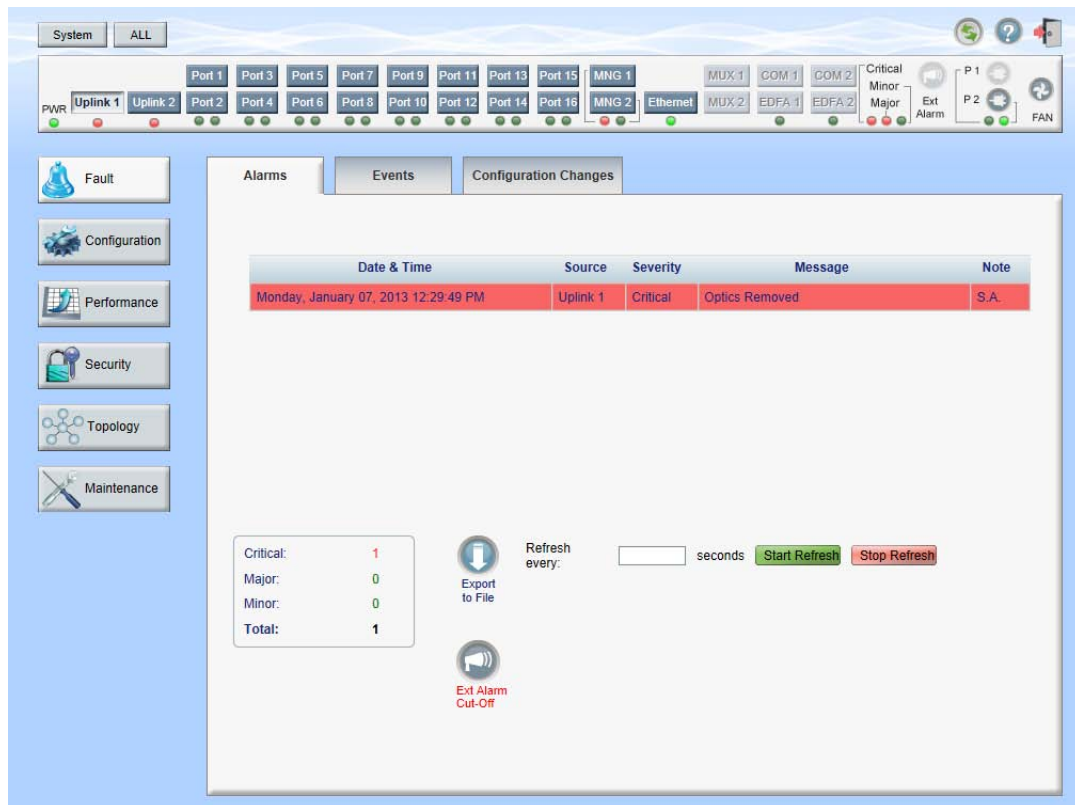 System ALL
Port 1 Port 3 Port 5 Port 7 Port 9 Port 11 Port 13 Port 15 MNG 1 MUX 1 COM 1 COM 2 Critical P 1
Minor
PWR Uplink 1 Uplink 2 Port 2 Port 4 Port 6 Port 8 Port 10 Port 12 Port 14 Port 16 MNG 2 Ethernet MUX 2 EDFA 1 EDFA 2 Major Ext Alarm P 2 FAN
Fault
Configuration
Performance
Security
Topology
Maintenance
Alarms Events Configuration Changes
Date & Time Source Severity Message Note
Monday, January 07, 2013 12:29:49 PM Uplink 1 Critical Optics Removed S.A.
Critical: 1
Major: 0
Minor: 0
Total: 1
Export
to File
Refresh
every: seconds Start Refresh Stop Refresh
Ext Alarm
Cut-Off